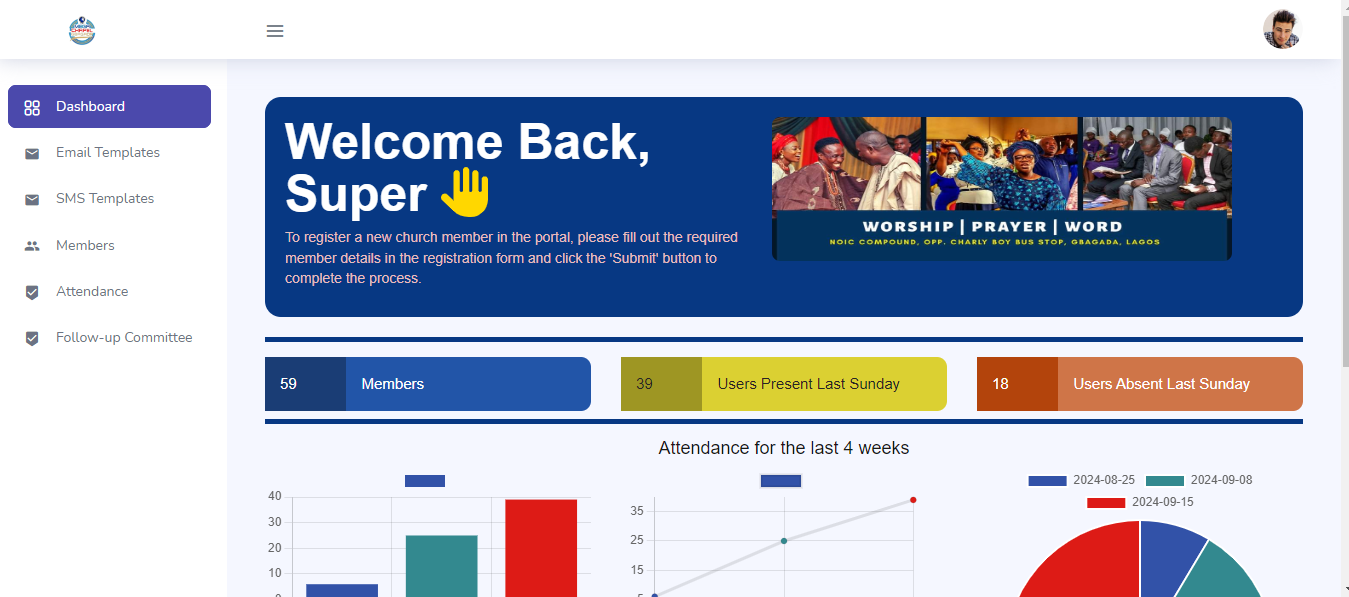 CHAPEL
Dashboard
Email Templates
SMS Templates
Members
Attendance
Follow-up Committee
Welcome Back,
Super
To register a new church member in the portal, please fill out the required
member details in the registration form and click the 'Submit' button to
complete the process.
WORSHIP | PRAYER | WORD
NOIC COMPOUND, OPP. CHARLY BOY BUS STOP, GBAGADA, LAGOS
59 Members
39 Users Present Last Sunday
18 Users Absent Last Sunday
Attendance for the last 4 weeks
40
30
20
10
0
35
25
15
5
2024-08-25 2024-09-08
2024-09-15